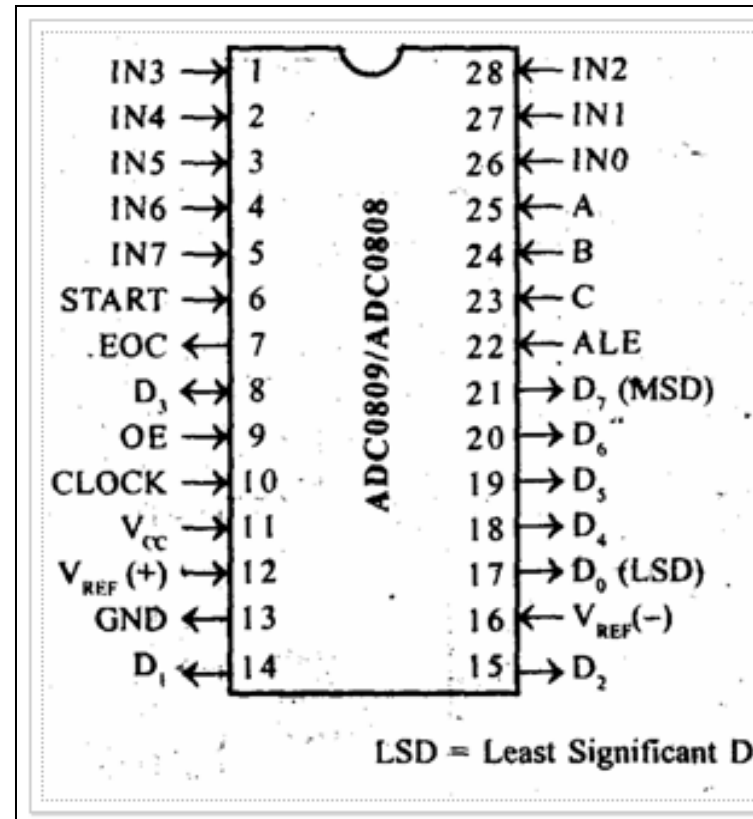 IN3 1 28 IN2
IN4 2 27 IN1
IN5 3 26 IN0
IN6 4 25 A
IN7 5 24 B
START 6 23 C
EOC 7 22 ALE
D₃ 8 21 D₇ (MSD)
OE 9 20 D₆
CLOCK 10 19 D₅
V_CC 11 18 D₄
V_REF (+) 12 17 D₀ (LSD)
GND 13 16 V_REF(−)
D₁ 14 15 D₂
ADC0809/ADC0808
LSD = Least Significant D